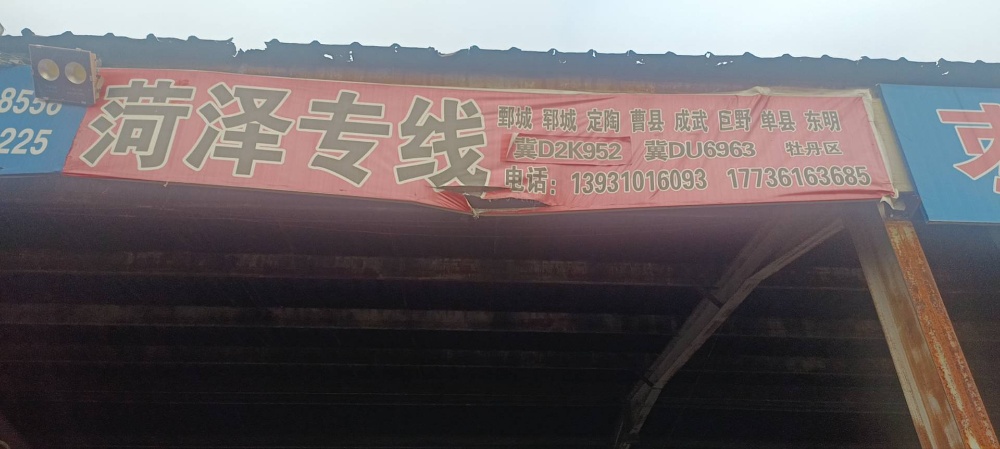 菏泽专线
鄄城 郓城 定陶 曹县 成武 巨野 单县 东明
冀D2K952 冀DU6963 牡丹区
电话：13931016093 17736163685
8556
225